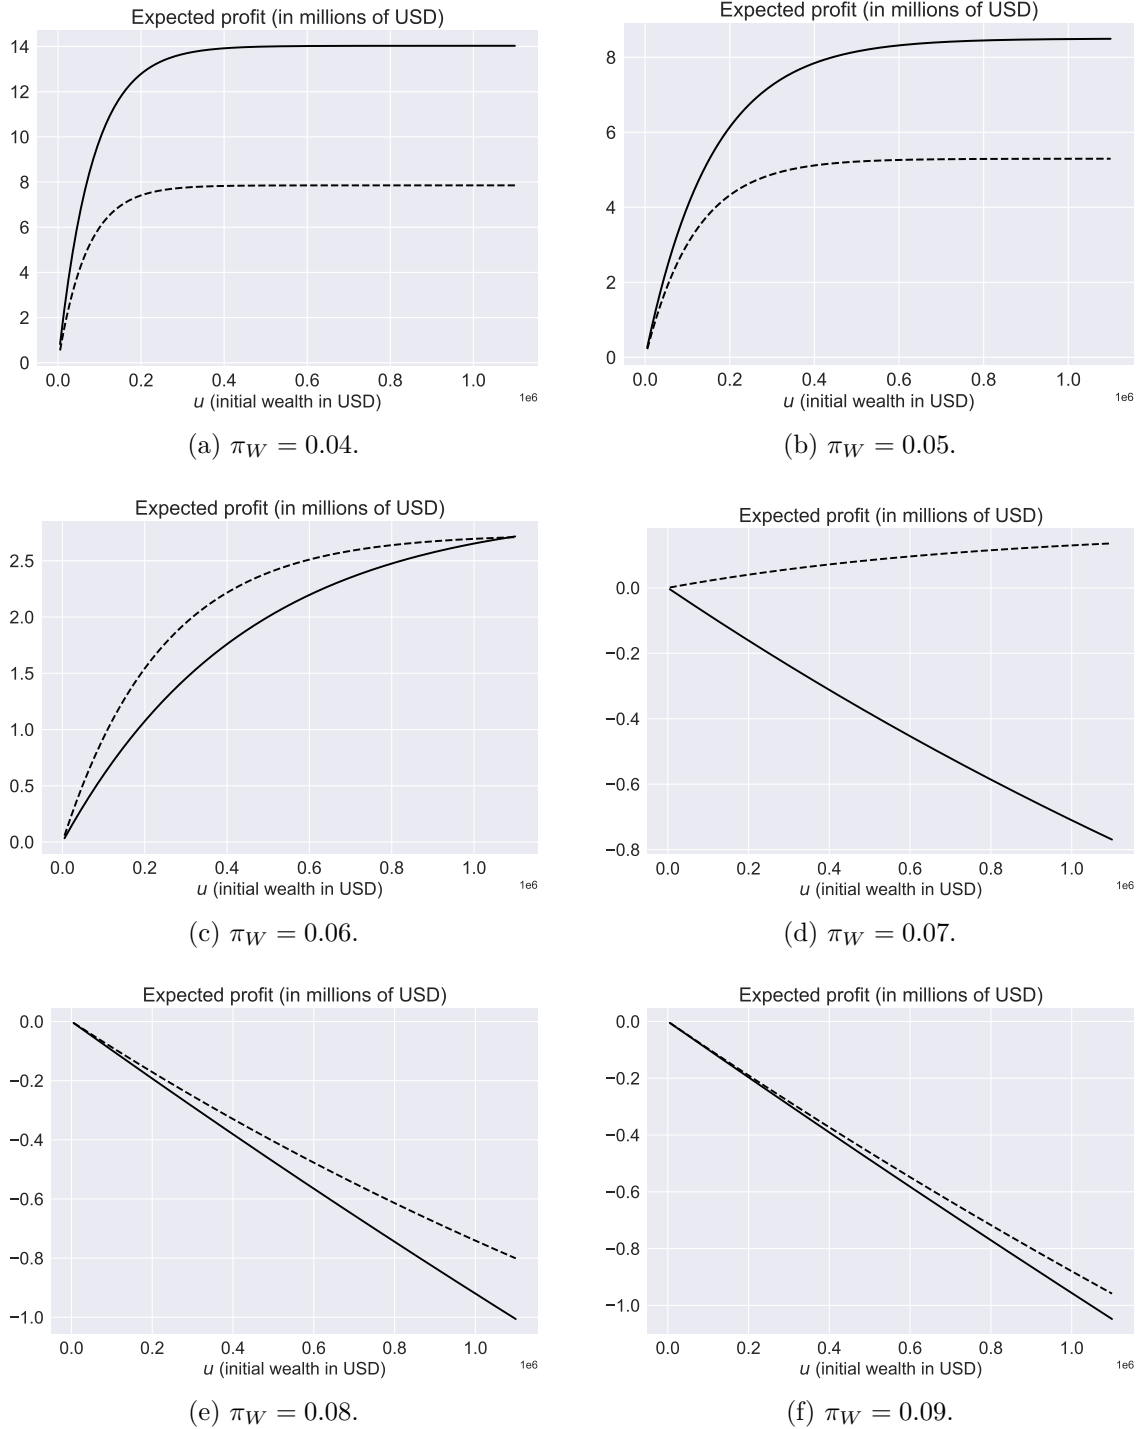 Expected profit (in millions of USD)
14
12
10
8
6
4
2
0
0.0 0.2 0.4 0.6 0.8 1.0
1e6
u (initial wealth in USD)
(a) π_W = 0.04.
Expected profit (in millions of USD)
8
6
4
2
0
0.0 0.2 0.4 0.6 0.8 1.0
1e6
u (initial wealth in USD)
(b) π_W = 0.05.
Expected profit (in millions of USD)
2.5
2.0
1.5
1.0
0.5
0.0
0.0 0.2 0.4 0.6 0.8 1.0
1e6
u (initial wealth in USD)
(c) π_W = 0.06.
Expected profit (in millions of USD)
0.0
−0.2
−0.4
−0.6
−0.8
0.0 0.2 0.4 0.6 0.8 1.0
1e6
u (initial wealth in USD)
(d) π_W = 0.07.
Expected profit (in millions of USD)
0.0
−0.2
−0.4
−0.6
−0.8
−1.0
0.0 0.2 0.4 0.6 0.8 1.0
1e6
u (initial wealth in USD)
(e) π_W = 0.08.
Expected profit (in millions of USD)
0.0
−0.2
−0.4
−0.6
−0.8
−1.0
0.0 0.2 0.4 0.6 0.8 1.0
1e6
u (initial wealth in USD)
(f) π_W = 0.09.